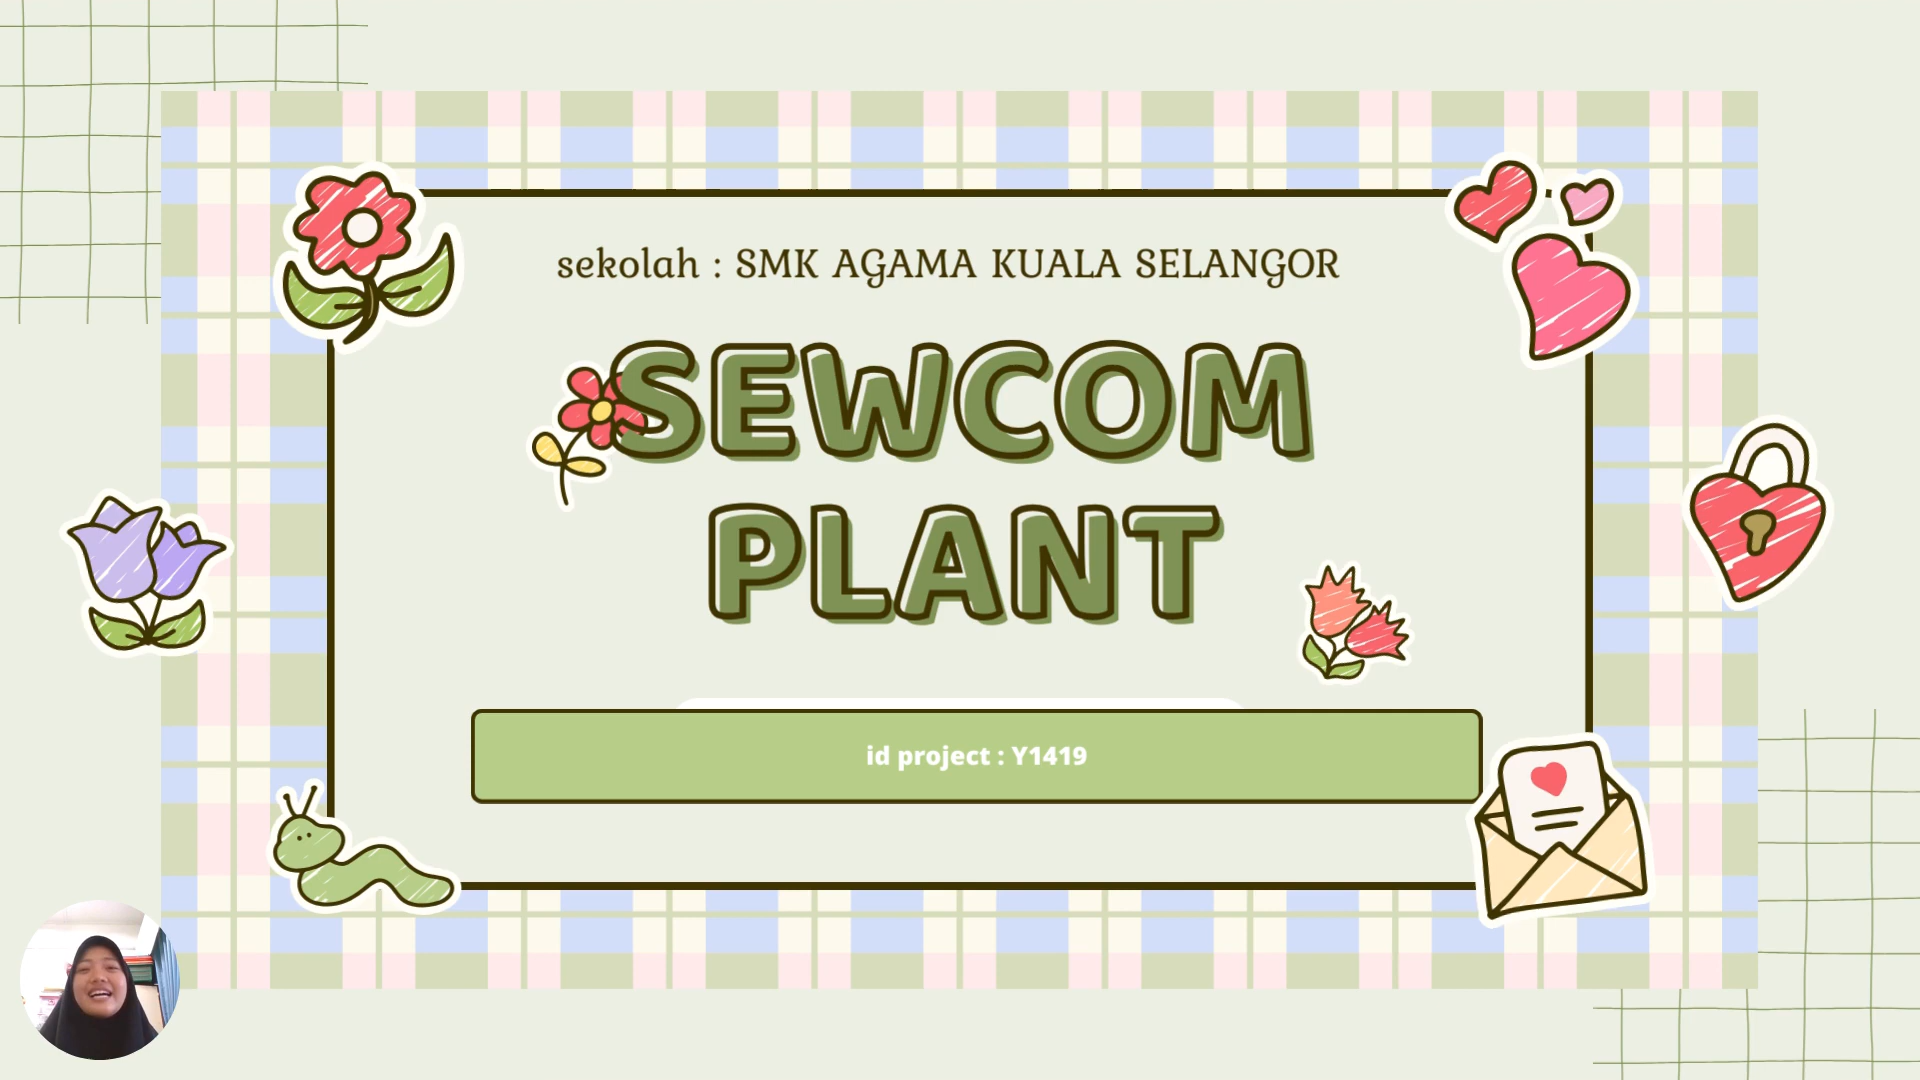 sekolah : SMK AGAMA KUALA SELANGOR
SEWCOM
PLANT
id project : Y1419